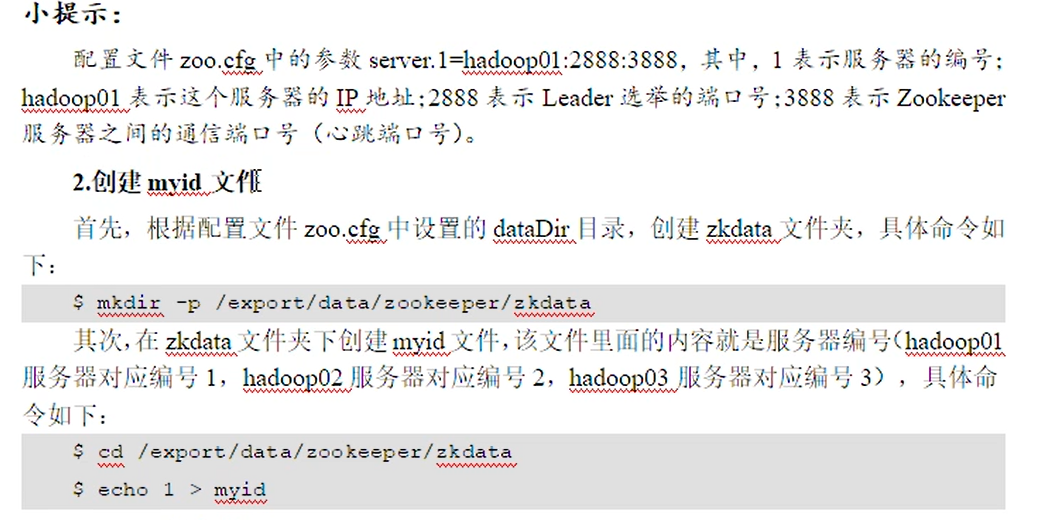 小提示：
配置文件 zoo.cfg 中的参数 server.1=hadoop01:2888:3888，其中，1 表示服务器的编号；
hadoop01 表示这个服务器的 IP 地址；2888 表示 Leader 选举的端口号；3888 表示 Zookeeper
服务器之间的通信端口号（心跳端口号）。
2.创建 myid 文件
首先，根据配置文件 zoo.cfg 中设置的 dataDir 目录，创建 zkdata 文件夹，具体命令如
下：
$ mkdir -p /export/data/zookeeper/zkdata
其次，在 zkdata 文件夹下创建 myid 文件，该文件里面的内容就是服务器编号（hadoop01
服务器对应编号 1，hadoop02 服务器对应编号 2，hadoop03 服务器对应编号 3），具体命
令如下：
$ cd /export/data/zookeeper/zkdata
$ echo 1 > myid